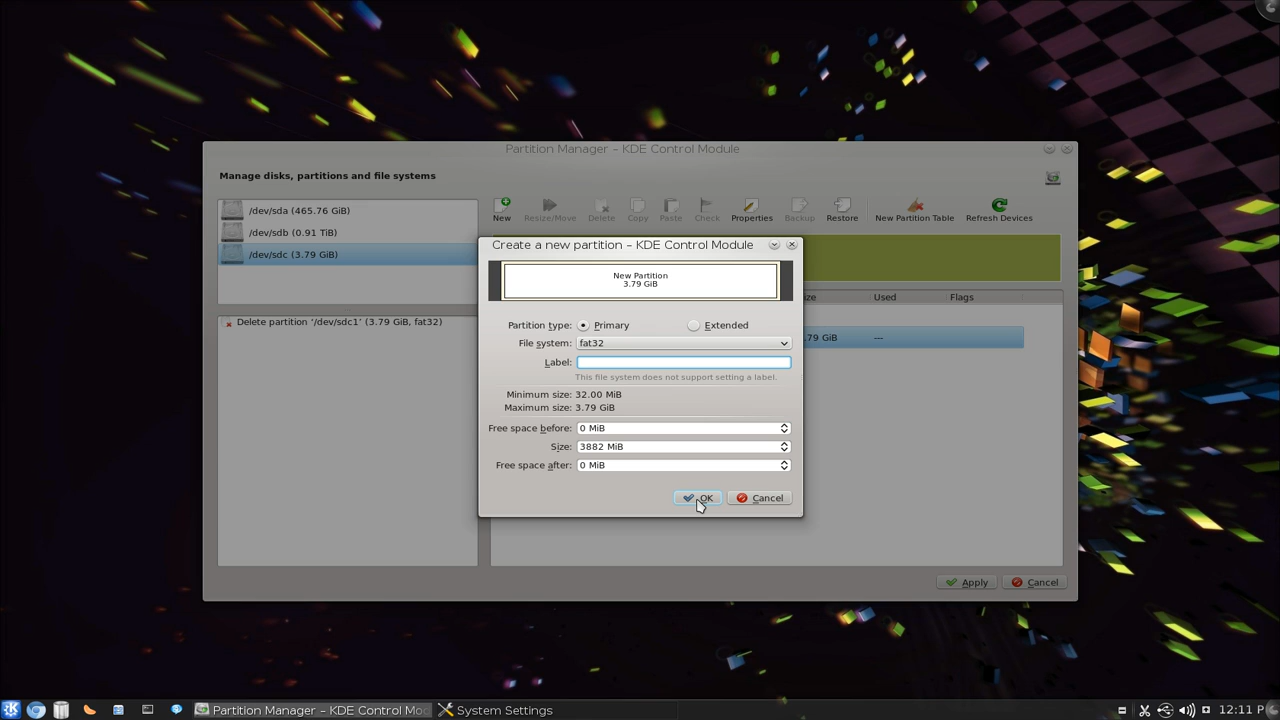 Partition Manager – KDE Control Module
Manage disks, partitions and file systems
/dev/sda (465.76 GiB)
/dev/sdb (0.91 TiB)
/dev/sdc (3.79 GiB)
New
Resize/Move
Delete
Copy
Paste
Check
Properties
Backup
Restore
New Partition Table
Refresh Devices
Delete partition ‘/dev/sdc1’ (3.79 GiB, fat32)
Used
Flags
.79 GiB
---
Create a new partition – KDE Control Module
New Partition
3.79 GiB
Partition type: Primary Extended
File system: fat32
Label:
This file system does not support setting a label.
Minimum size: 32.00 MiB
Maximum size: 3.79 GiB
Free space before: 0 MiB
Size: 3882 MiB
Free space after: 0 MiB
OK
Cancel
Apply
Cancel
Partition Manager – KDE Control Mo
System Settings
12:11 P